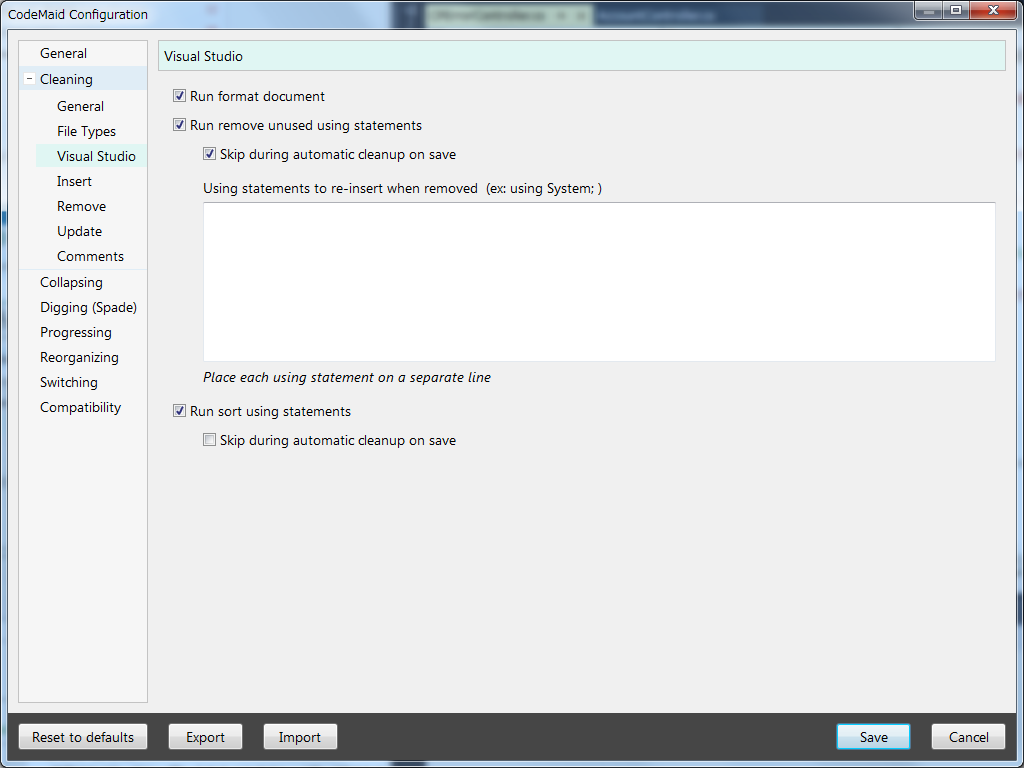 CodeMaid Configuration
General
Cleaning
General
File Types
Visual Studio
Insert
Remove
Update
Comments
Collapsing
Digging (Spade)
Progressing
Reorganizing
Switching
Compatibility
Visual Studio
Run format document
Run remove unused using statements
Skip during automatic cleanup on save
Using statements to re-insert when removed (ex: using System; )
Place each using statement on a separate line
Run sort using statements
Skip during automatic cleanup on save
Reset to defaults
Export
Import
Save
Cancel